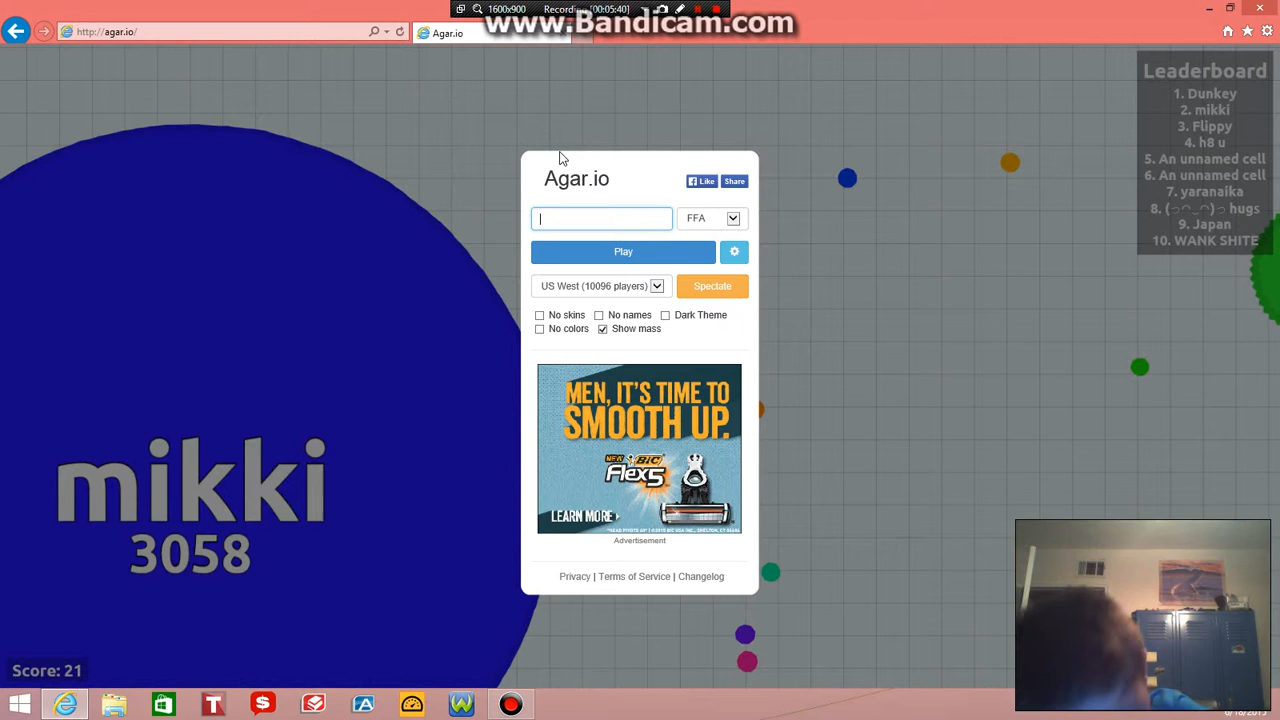 1600x900 Recording [00:05:40]
www.Bandicam.com
http://agar.io/
Agar.io
Leaderboard
1. Dunkey
2. mikki
3. Flippy
4. h8 u
5. An unnamed cell
6. An unnamed cell
7. yaranaika
8. (っ◠‿◠)っ hugs
9. Japan
10. WANK SHITE
Agar.io
Like Share
FFA
Play
US West (10096 players) Spectate
No skins No names Dark Theme
No colors Show mass
MEN, IT'S TIME TO
SMOOTH UP.
NEW BIC
Flex5
LEARN MORE
Advertisement
Privacy | Terms of Service | Changelog
mikki
3058
Score: 21